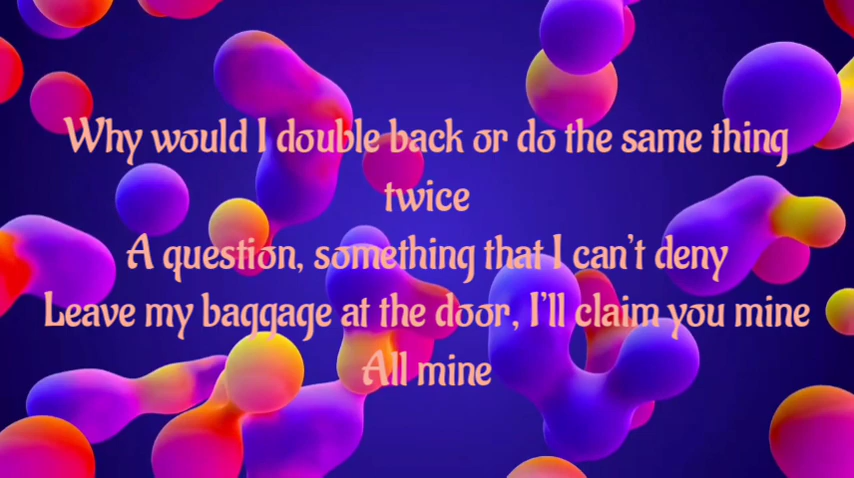 Why would I double back or do the same thing
twice
A question, something that I can't deny
Leave my baggage at the door, I'll claim you mine
All mine